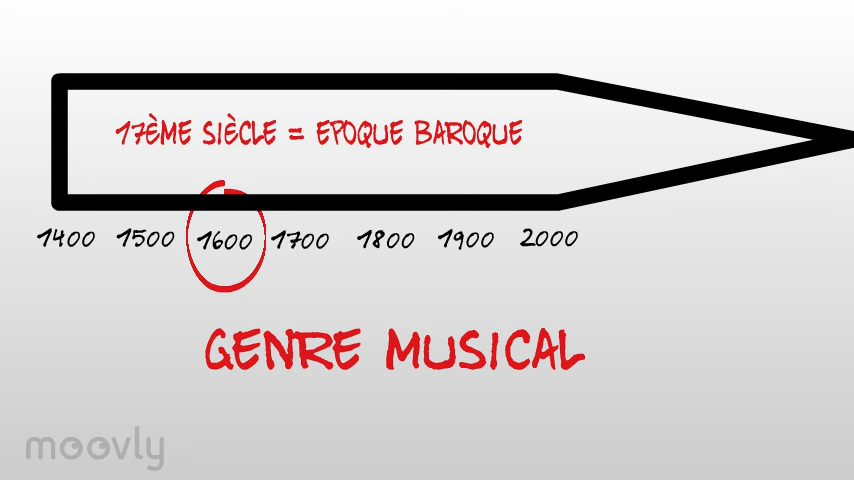 17ÈME SIÈCLE = EPOQUE BAROQUE
1400 1500 1600 1700 1800 1900 2000
GENRE MUSICAL
moovly